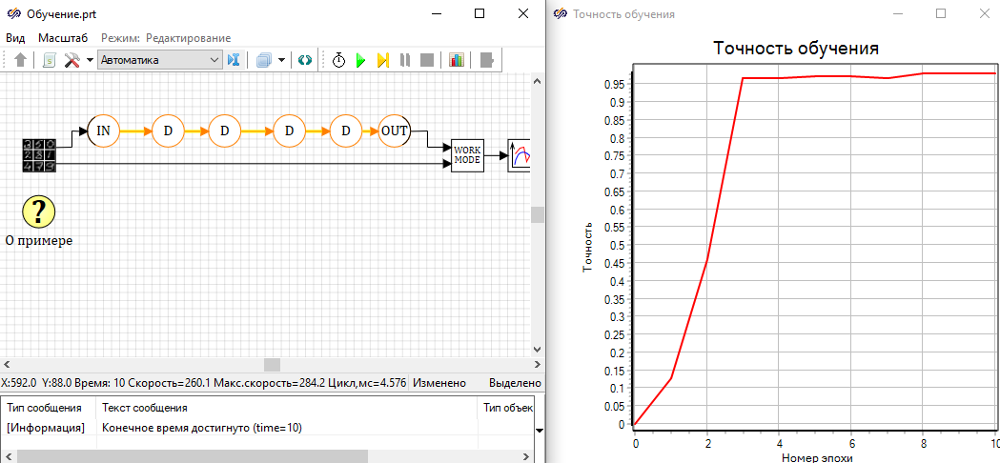 Обучение.prt
Вид Масштаб Режим: Редактирование
Автоматика
IN D D D D OUT
WORK
MODE
?
О примере
X:592.0 Y:88.0 Время: 10 Скорость=260.1 Макс.скорость=284.2 Цикл,мс=4.576 Изменено Выделено
Тип сообщения Текст сообщения Тип объек
[Информация] Конечное время достигнуто (time=10)
Точность обучения
Точность обучения
Точность
0.95
0.9
0.85
0.8
0.75
0.7
0.65
0.6
0.55
0.5
0.45
0.4
0.35
0.3
0.25
0.2
0.15
0.1
0.05
0
0 2 4 6 8 10
Номер эпохи